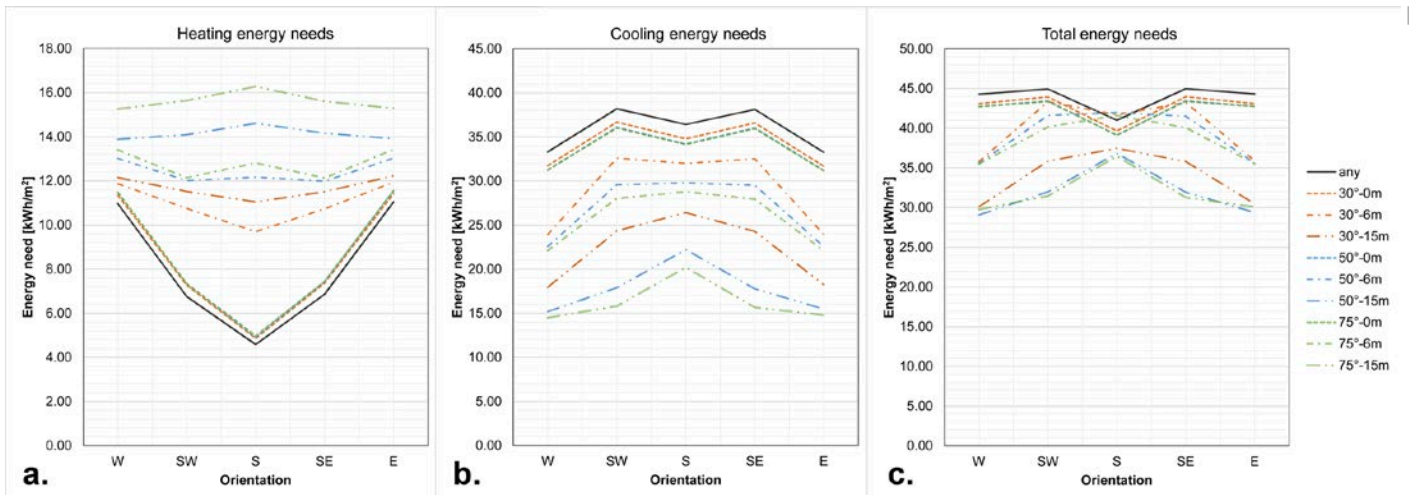 Heating energy needs
18.00
16.00
14.00
12.00
10.00
8.00
6.00
4.00
2.00
0.00
Energy need [kWh/m²]
W SW S SE E
Orientation
a.
Cooling energy needs
45.00
40.00
35.00
30.00
25.00
20.00
15.00
10.00
5.00
0.00
Energy need [kWh/m²]
W SW S SE E
Orientation
b.
Total energy needs
50.00
45.00
40.00
35.00
30.00
25.00
20.00
15.00
10.00
5.00
0.00
Energy need [kWh/m²]
W SW S SE E
Orientation
c.
any
30°-0m
30°-6m
30°-15m
50°-0m
50°-6m
50°-15m
75°-0m
75°-6m
75°-15m